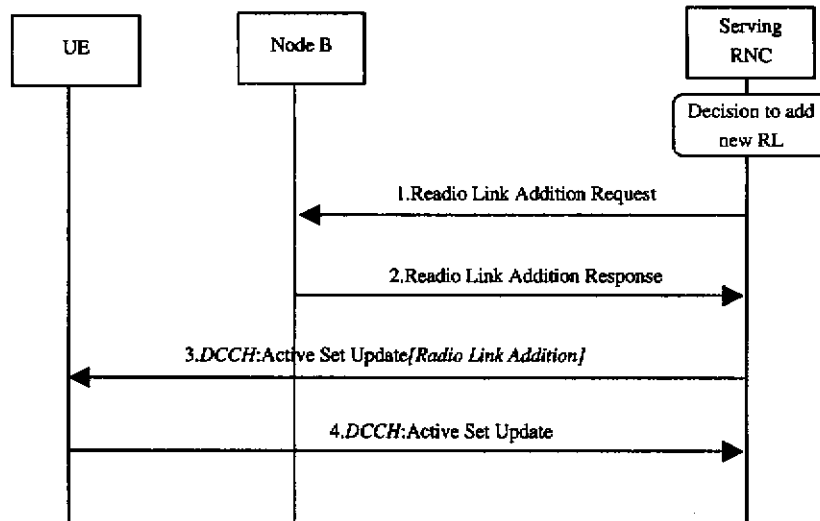 UE
Node B
Serving
RNC
Decision to add
new RL
1.Readio Link Addition Request
2.Readio Link Addition Response
3.DCCH:Active Set Update[Radio Link Addition]
4.DCCH:Active Set Update